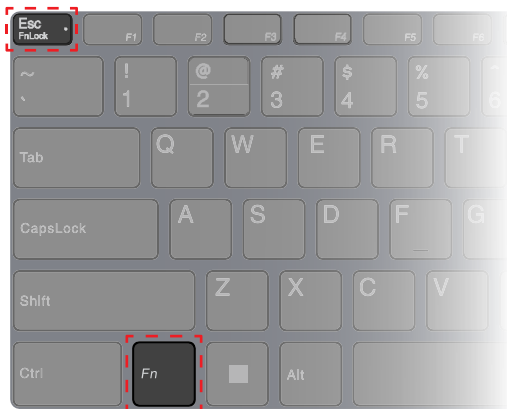 Esc
FnLock
F1
F2
F3
F4
F5
F6
~
`
!
1
@
2
#
3
$
4
%
5
^
6
Tab
Q
W
E
R
T
CapsLock
A
S
D
F
G
Shift
Z
X
C
V
Ctrl
Fn
Alt